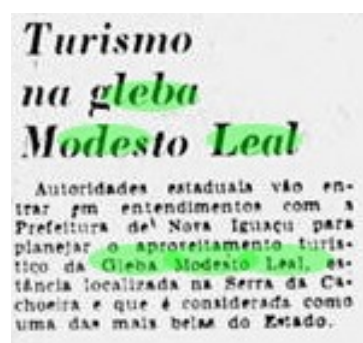 Turismo
na gleba
Modesto Leal
Autoridades estaduais vão en-
trar em entendimentos com a
Prefeitura de Nova Iguaçu para
planejar o aproveitamento turís-
tico da Gleba Modesto Leal, es-
tância localizada na Serra da Ca-
choeira e que é considerada como
uma das mais belas do Estado.